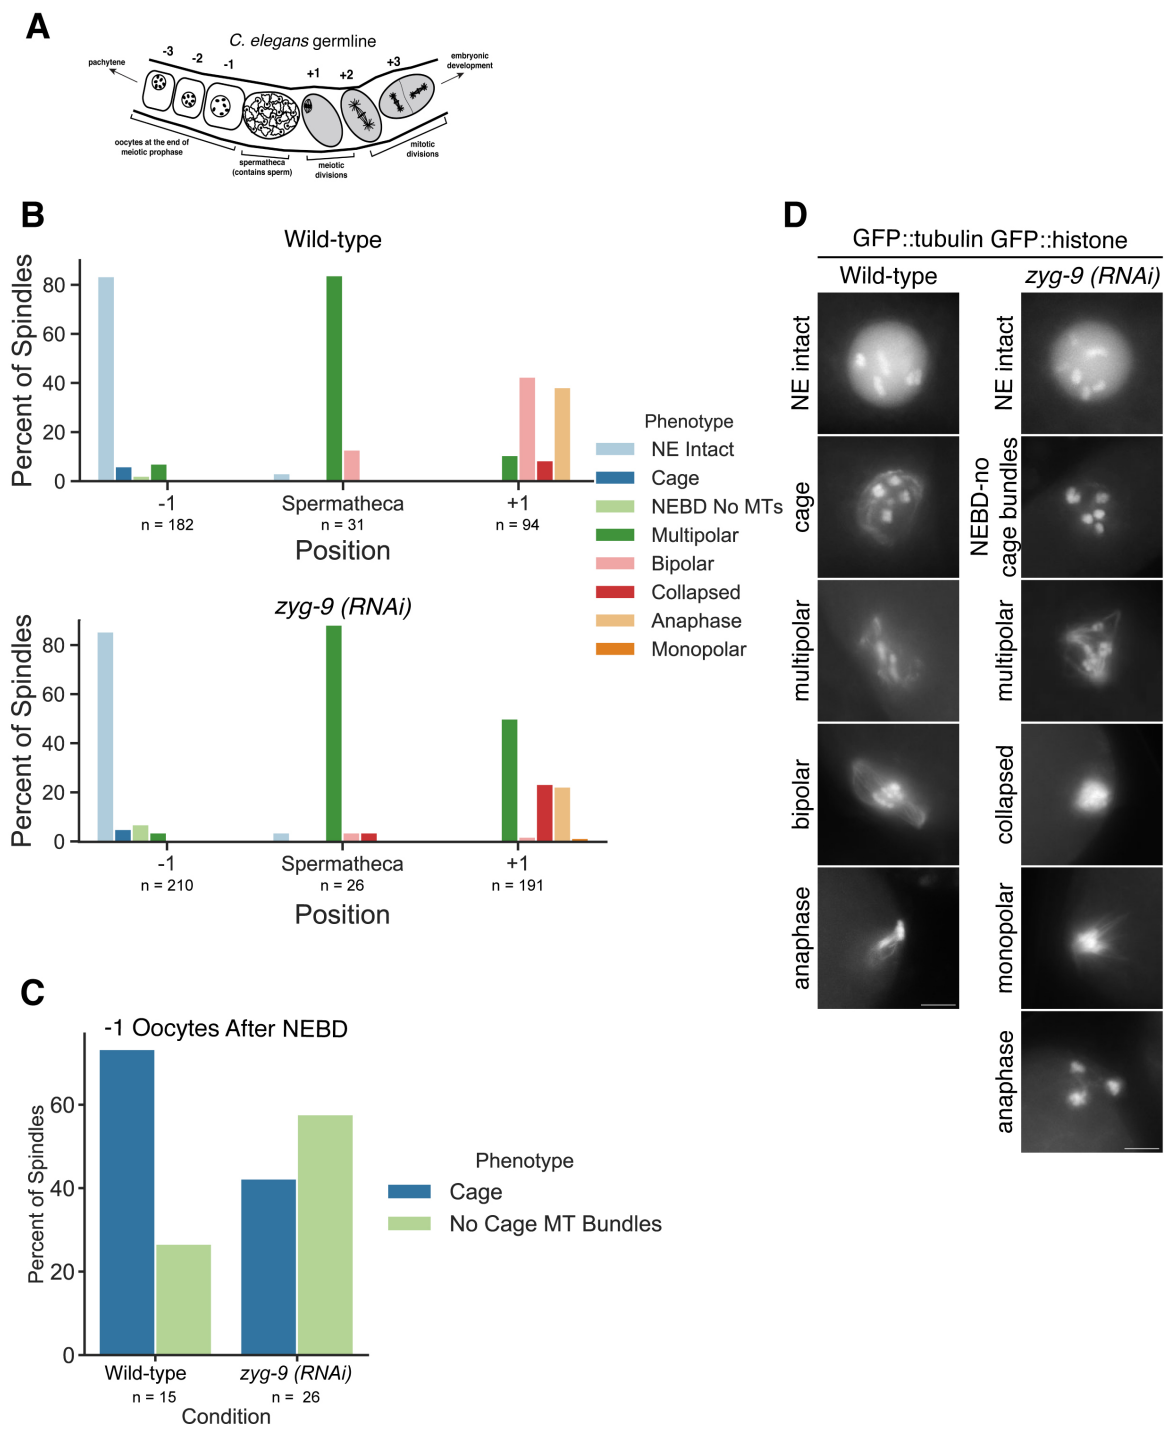 A
C. elegans germline
-3
-2
-1
+1
+2
+3
pachytene
embryonic
development
oocytes at the end of
meiotic prophase
spermatheca
(contains sperm)
meiotic
divisions
mitotic
divisions
B
Wild-type
Percent of Spindles
80
60
40
20
0
-1
Spermatheca
+1
n = 182
n = 31
n = 94
Position
Phenotype
NE Intact
Cage
NEBD No MTs
Multipolar
Bipolar
Collapsed
Anaphase
Monopolar
zyg-9 (RNAi)
Percent of Spindles
80
60
40
20
0
-1
Spermatheca
+1
n = 210
n = 26
n = 191
Position
C
-1 Oocytes After NEBD
Percent of Spindles
60
40
20
0
Wild-type
zyg-9 (RNAi)
n = 15
n = 26
Condition
Phenotype
Cage
No Cage MT Bundles
D
GFP::tubulin GFP::histone
Wild-type
zyg-9 (RNAi)
NE intact
NE intact
cage
NEBD-no
cage bundles
multipolar
multipolar
bipolar
collapsed
anaphase
monopolar
anaphase